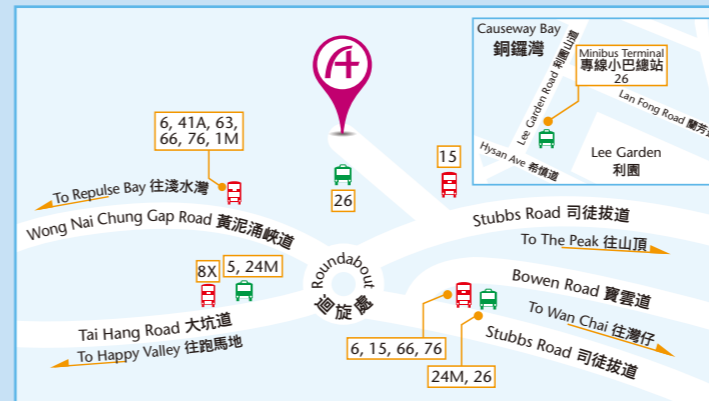 Causeway Bay
銅鑼灣
Lee Garden Road 利園山道
Minibus Terminal
專線小巴總站
26
Lan Fong Road 蘭芳
Hysan Ave 希慎道
Lee Garden
利園
6, 41A, 63,
66, 76, 1M
To Repulse Bay 往淺水灣
Wong Nai Chung Gap Road 黃泥涌峽道
26
15
Stubbs Road 司徒拔道
To The Peak 往山頂
8X
5, 24M
Roundabout
迴旋處
Bowen Road 寶雲道
Tai Hang Road 大坑道
To Happy Valley 往跑馬地
To Wan Chai 往灣仔
Stubbs Road 司徒拔道
6, 15, 66, 76
24M, 26